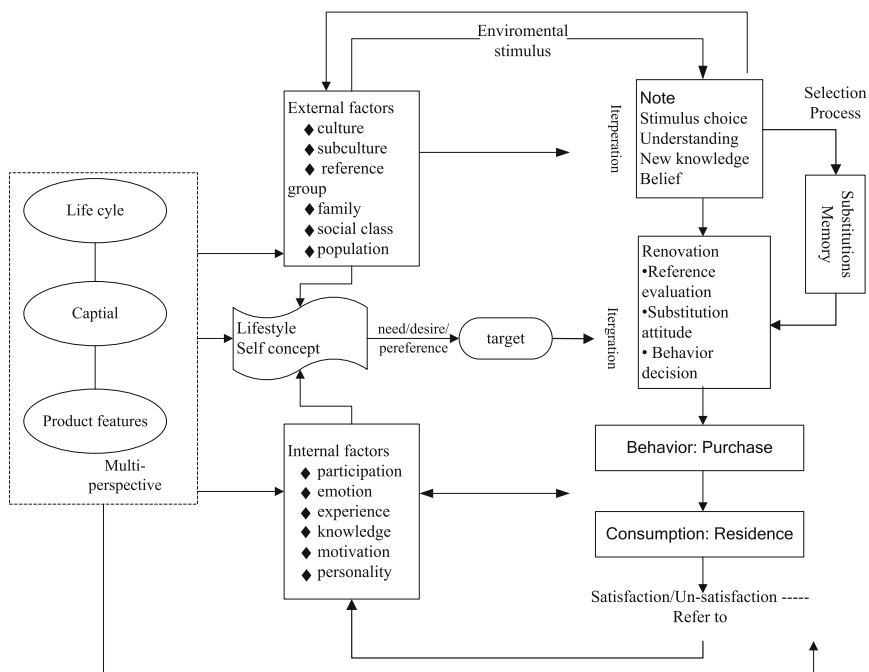 Enviromental
stimulus
External factors
♦ culture
♦ subculture
♦ reference
group
♦ family
♦ social class
♦ population
Note
Stimulus choice
Understanding
New knowledge
Belief
Iterperation
Selection
Process
Substitutions
Memory
Life cyle
Captial
Product features
Multi-
perspective
Lifestyle
Self concept
need/desire/
pereference
target
Itergration
Renovation
•Reference
evaluation
•Substitution
attitude
• Behavior
decision
Internal factors
♦ participation
♦ emotion
♦ experience
♦ knowledge
♦ motivation
♦ personality
Behavior: Purchase
Consumption: Residence
Satisfaction/Un-satisfaction -----
Refer to